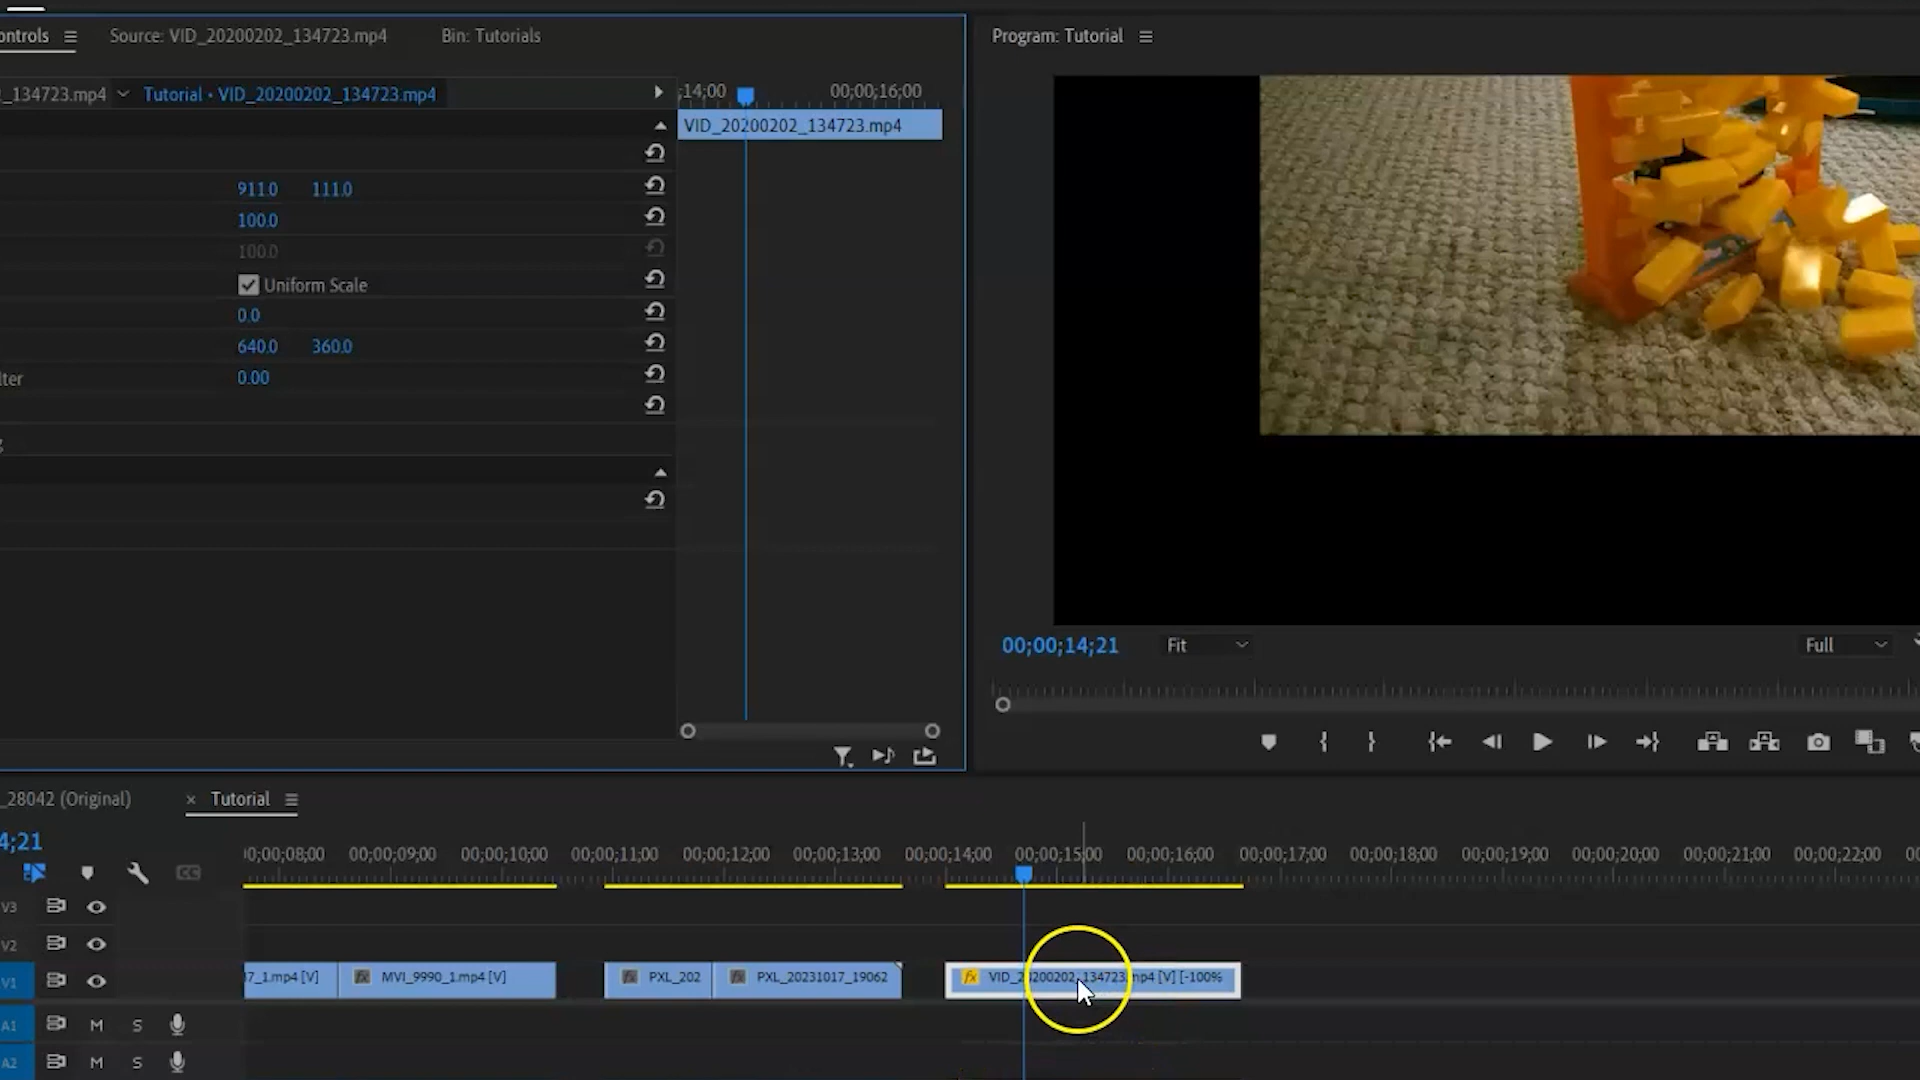 ontrols Source: VID_20200202_134723.mp4 Bin: Tutorials
Program: Tutorial
_134723.mp4 Tutorial • VID_20200202_134723.mp4
;14;00 00;00;16;00
VID_20200202_134723.mp4
911.0 111.0
100.0
100.0
Uniform Scale
0.0
640.0 360.0
lter 0.00
00;00;14;21 Fit Full
_28042 (Original) × Tutorial
4;21
00;00;08;00 00;00;09;00 00;00;10;00 00;00;11;00 00;00;12;00 00;00;13;00 00;00;14;00 00;00;15;00 00;00;16;00 00;00;17;00 00;00;18;00 00;00;19;00 00;00;20;00 00;00;21;00 00;00;22;00 00
CC
V3
V2
V1 7_1.mp4 [V] fx MVI_9990_1.mp4 [V] fx PXL_202 fx PXL_20231017_19062 fx VID_20200202_134723.mp4 [V] [-100%
A1 M S
A2 M S